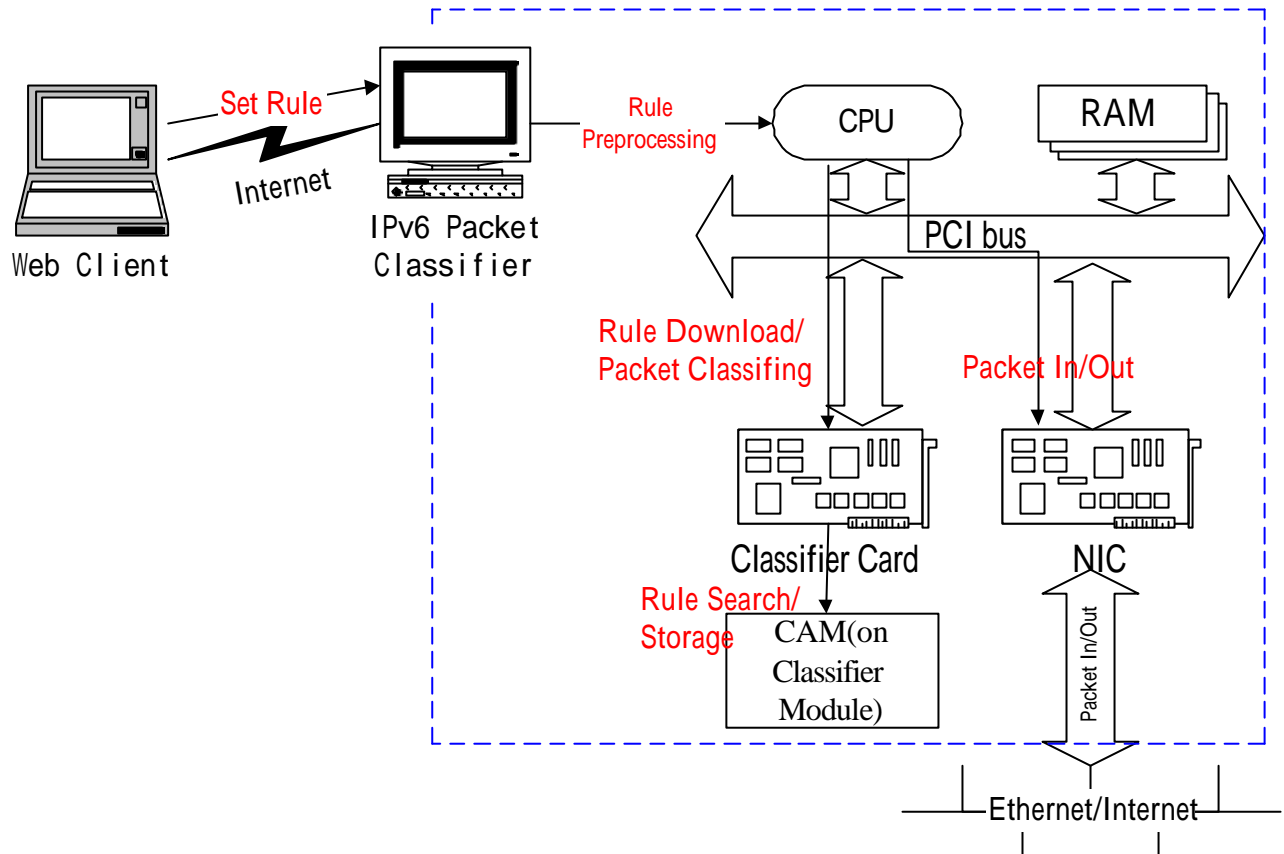 Set Rule
Internet
Web Client
IPv6 Packet
Classifier
Rule
Preprocessing
CPU
RAM
PCI bus
Rule Download/
Packet Classifing
Packet In/Out
Classifier Card
NIC
Rule Search/
Storage
CAM(on
Classifier
Module)
Packet In/Out
Ethernet/Internet